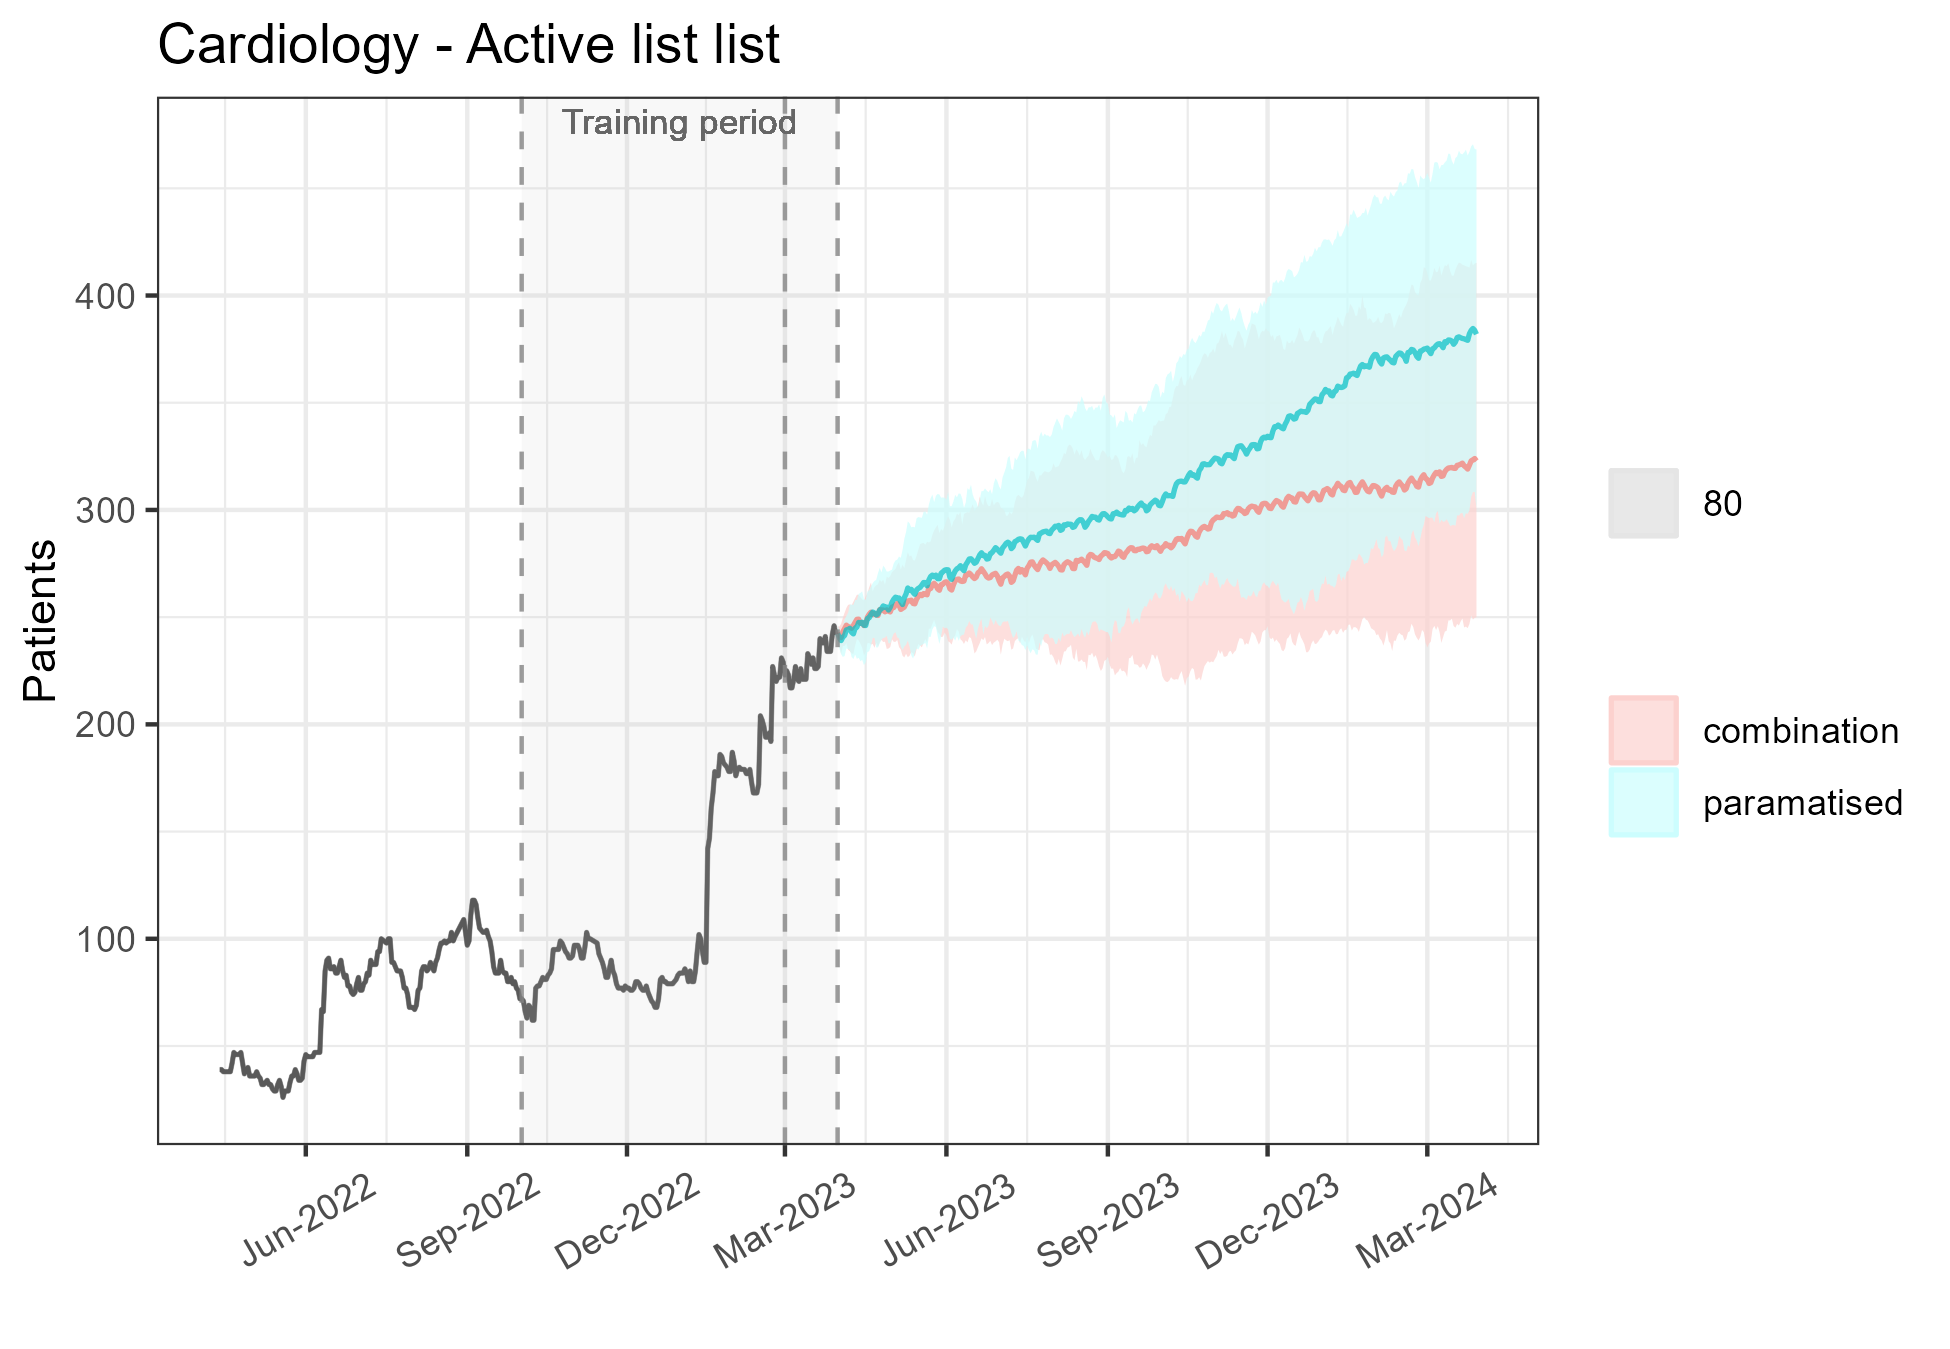 Cardiology - Active list list
Training period
Patients
400
300
200
100
Jun-2022
Sep-2022
Dec-2022
Mar-2023
Jun-2023
Sep-2023
Dec-2023
Mar-2024
80
combination
paramatised